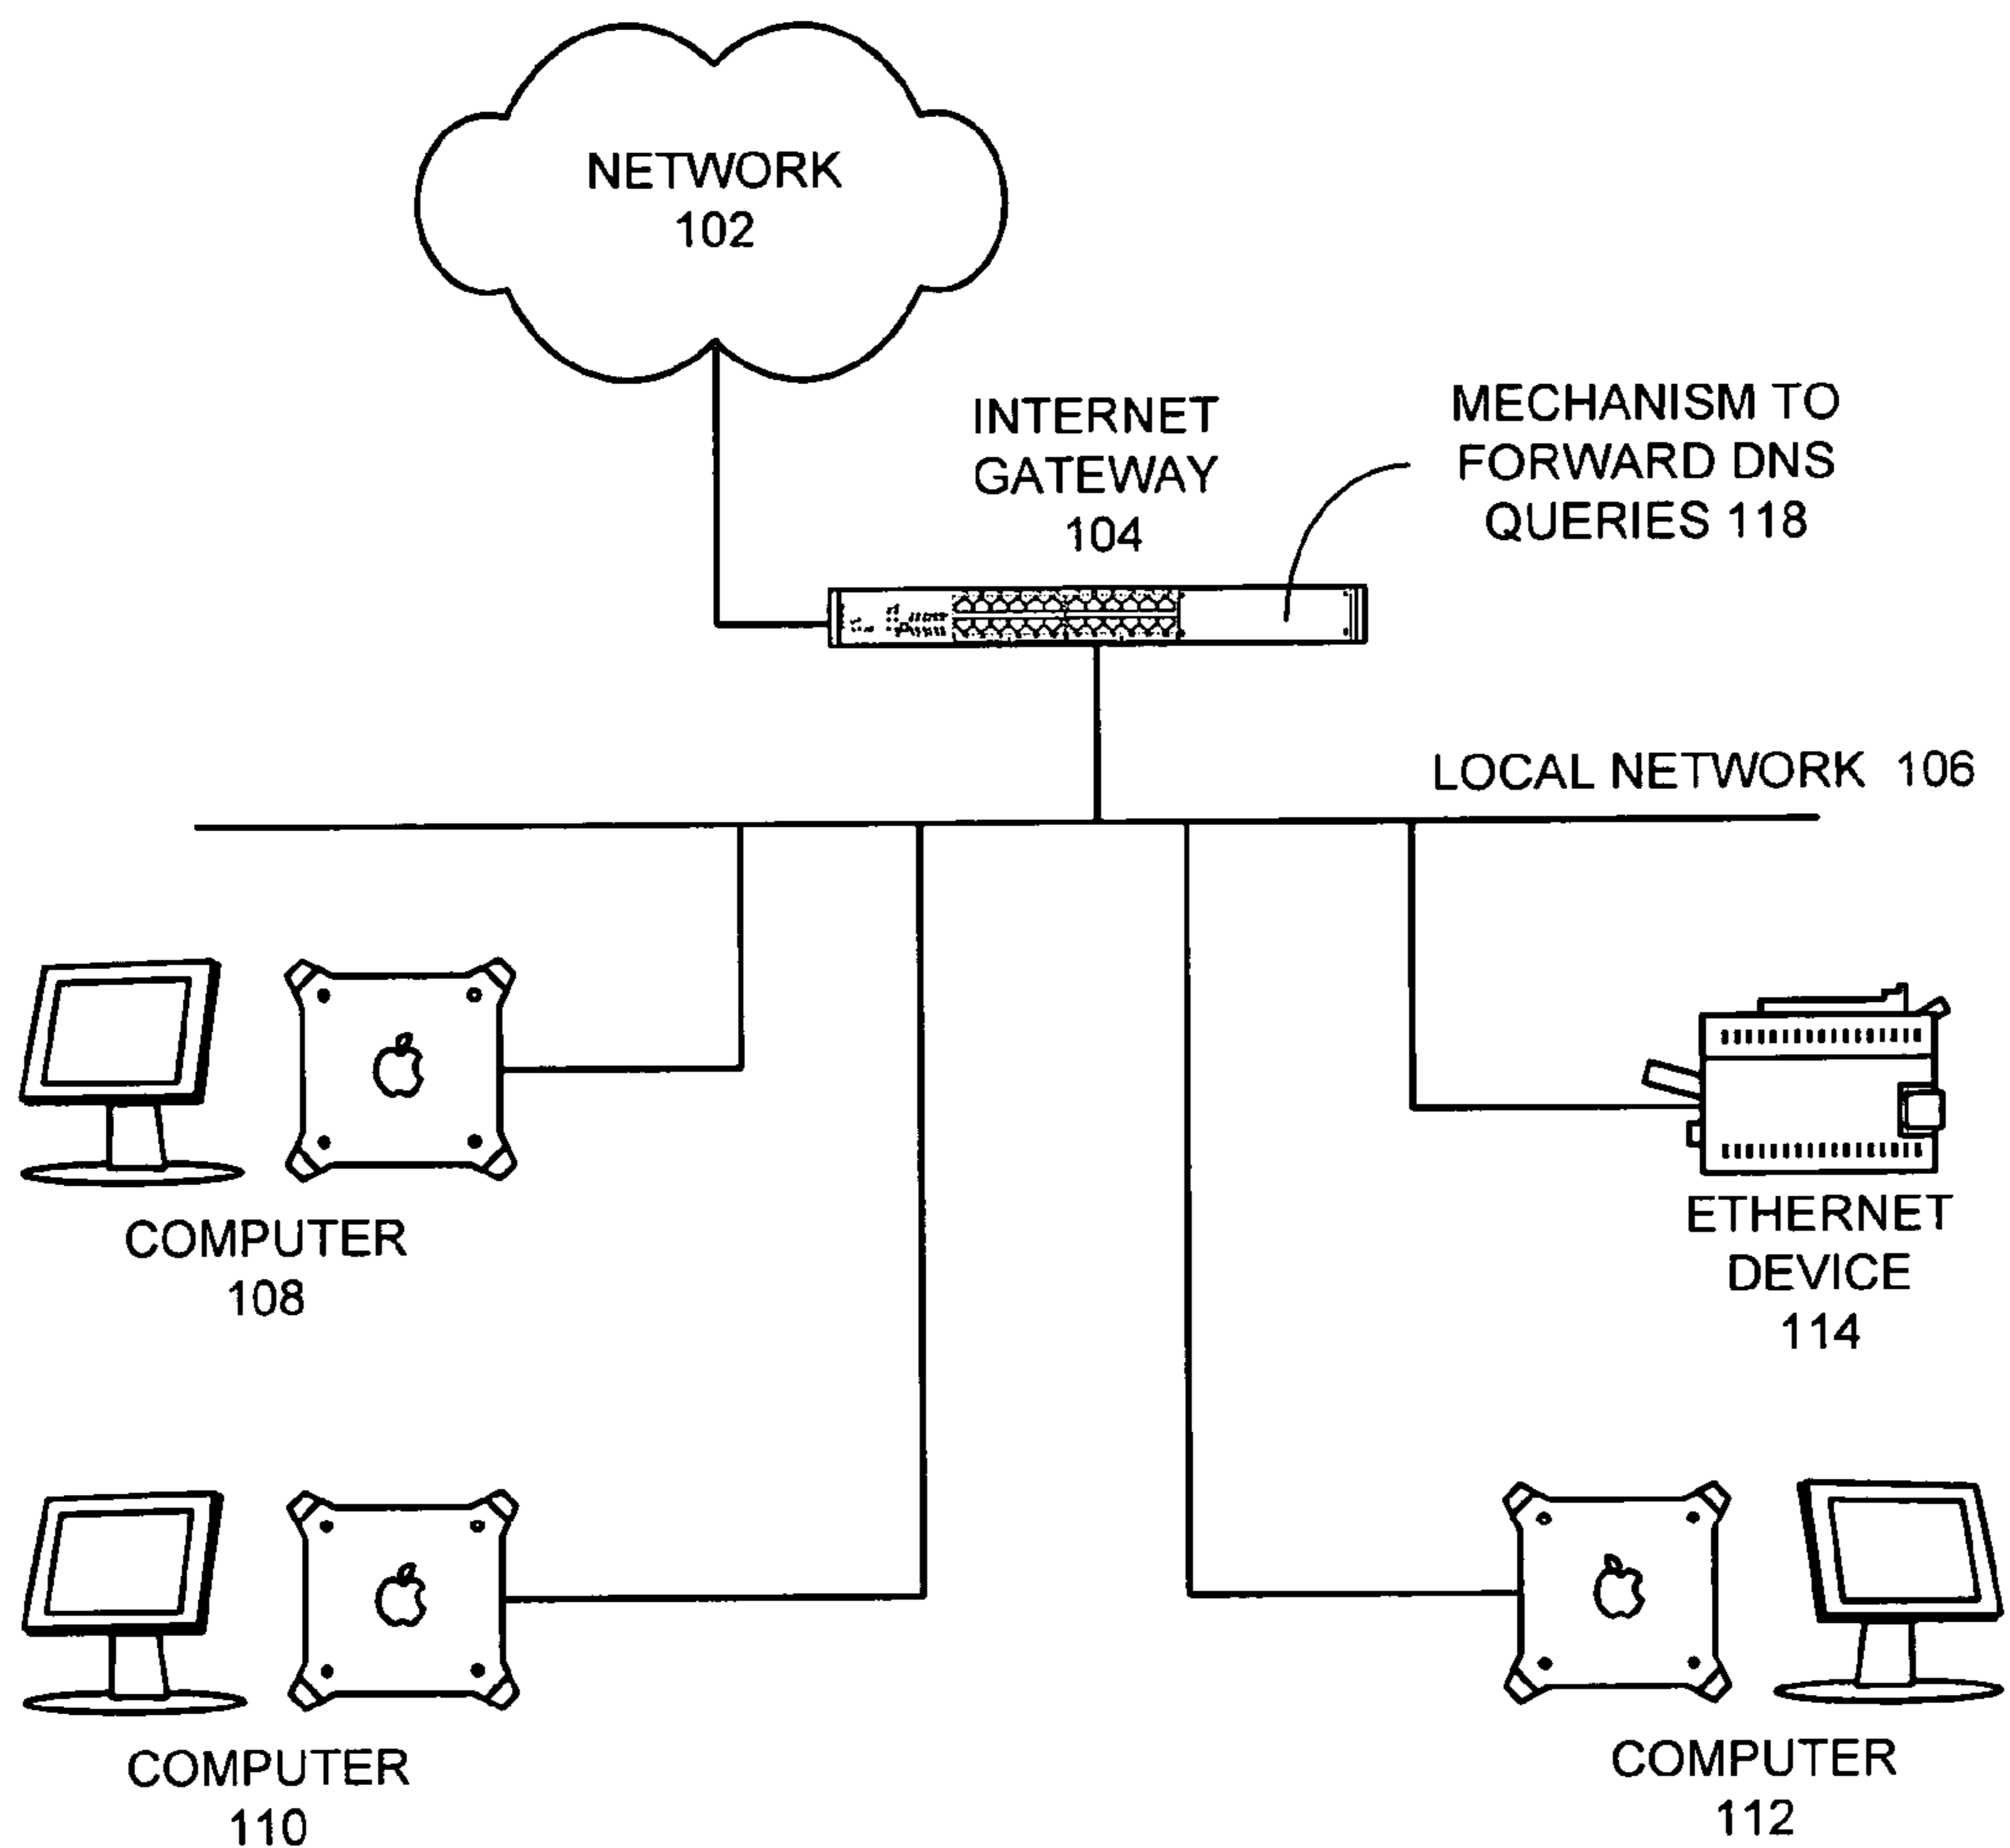 NETWORK
102
INTERNET
GATEWAY
104
MECHANISM TO
FORWARD DNS
QUERIES 118
LOCAL NETWORK 106
COMPUTER
108
ETHERNET
DEVICE
114
COMPUTER
110
COMPUTER
112